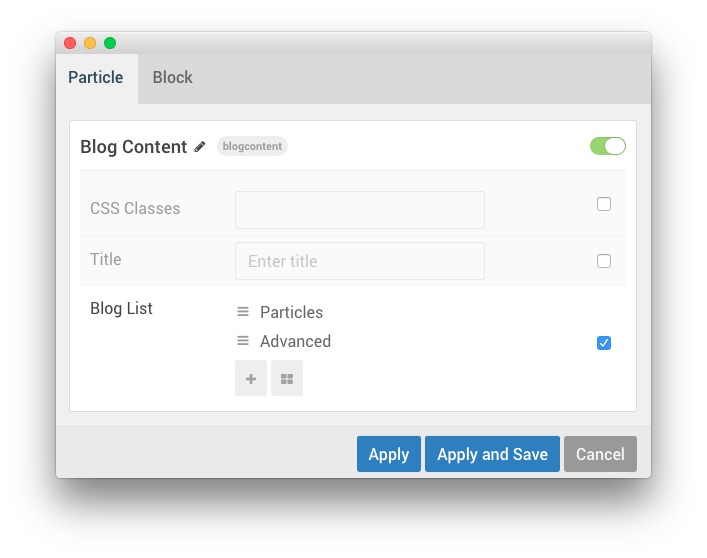 Particle Block
Blog Content blogcontent
CSS Classes
Title Enter title
Blog List Particles
Advanced
Apply Apply and Save Cancel